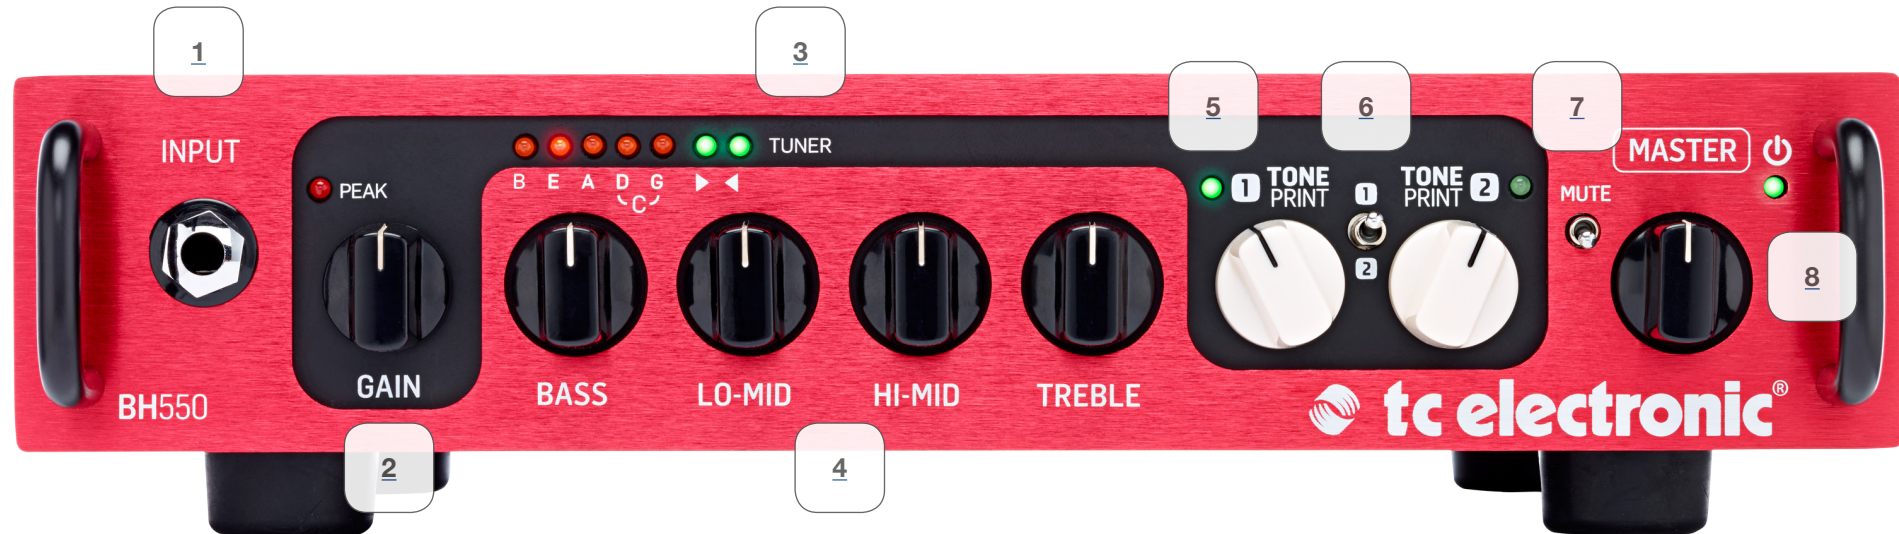 1
3
5
6
7
INPUT
TUNER
MASTER
B E A D G
C
PEAK
1 TONE PRINT
1
TONE PRINT 2
MUTE
2
8
GAIN
BASS
LO-MID
HI-MID
TREBLE
BH550
tc electronic®
2
4